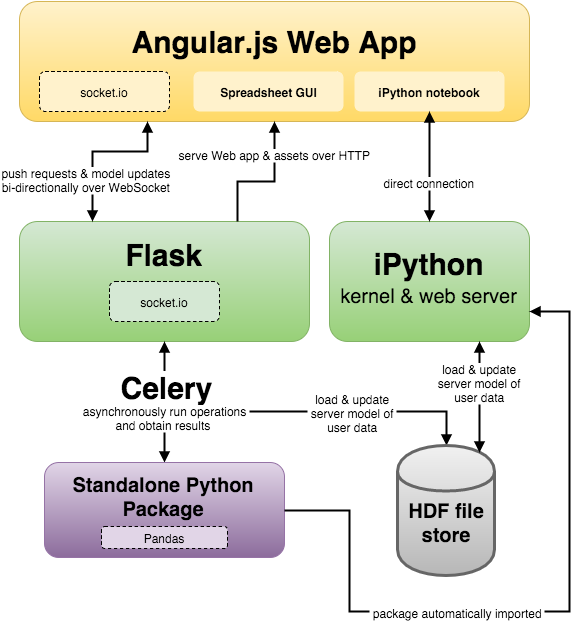 Angular.js Web App
socket.io
Spreadsheet GUI
iPython notebook
push requests & model updates
bi-directionally over WebSocket
serve Web app & assets over HTTP
direct connection
Flask
socket.io
iPython
kernel & web server
Celery
asynchronously run operations
and obtain results
load & update
server model of
user data
load & update
server model of
user data
Standalone Python
Package
Pandas
HDF file
store
package automatically imported